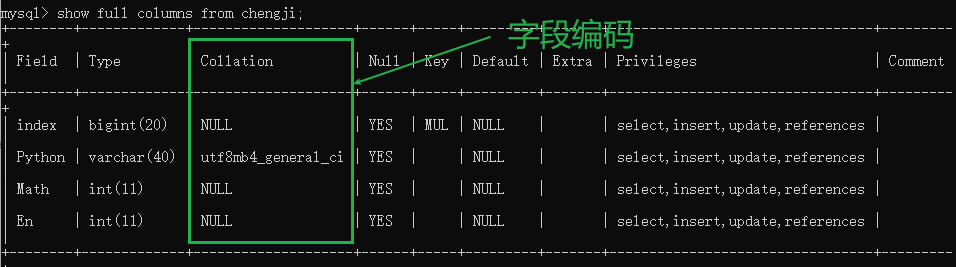 mysql> show full columns from chengji;
字段编码
| Field | Type | Collation | Null | Key | Default | Extra | Privileges | Comment
| index | bigint(20) | NULL | YES | MUL | NULL | | select,insert,update,references |
| Python | varchar(40) | utf8mb4_general_ci | YES | | NULL | | select,insert,update,references |
| Math | int(11) | NULL | YES | | NULL | | select,insert,update,references |
| En | int(11) | NULL | YES | | NULL | | select,insert,update,references |